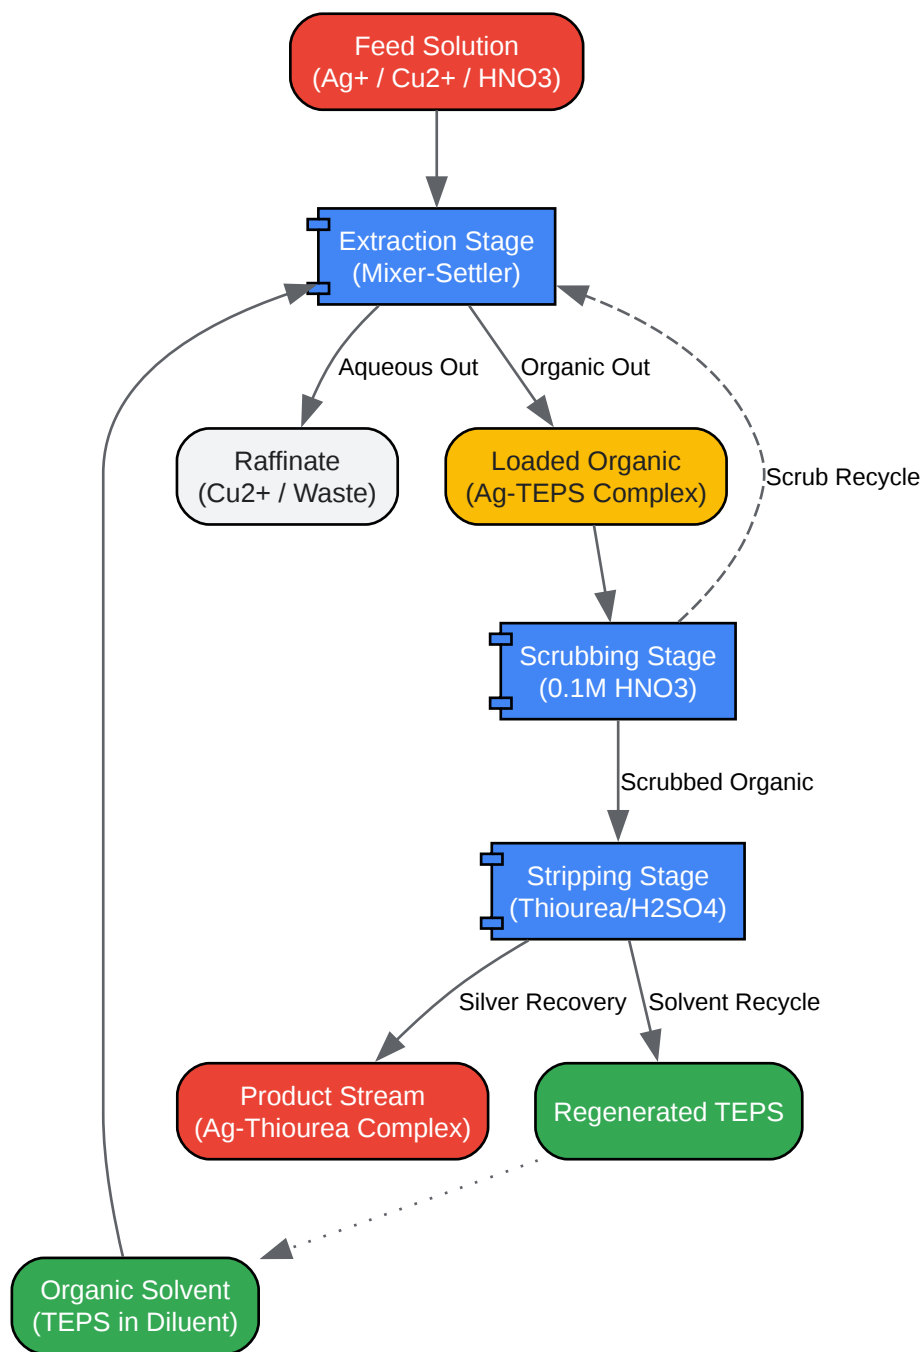 Feed Solution
(Ag+ / Cu2+ / HNO3)
Extraction Stage
(Mixer-Settler)
Aqueous Out
Organic Out
Raffinate
(Cu2+ / Waste)
Loaded Organic
(Ag-TEPS Complex)
Scrub Recycle
Scrubbing Stage
(0.1M HNO3)
Scrubbed Organic
Stripping Stage
(Thiourea/H2SO4)
Silver Recovery
Solvent Recycle
Product Stream
(Ag-Thiourea Complex)
Regenerated TEPS
Organic Solvent
(TEPS in Diluent)